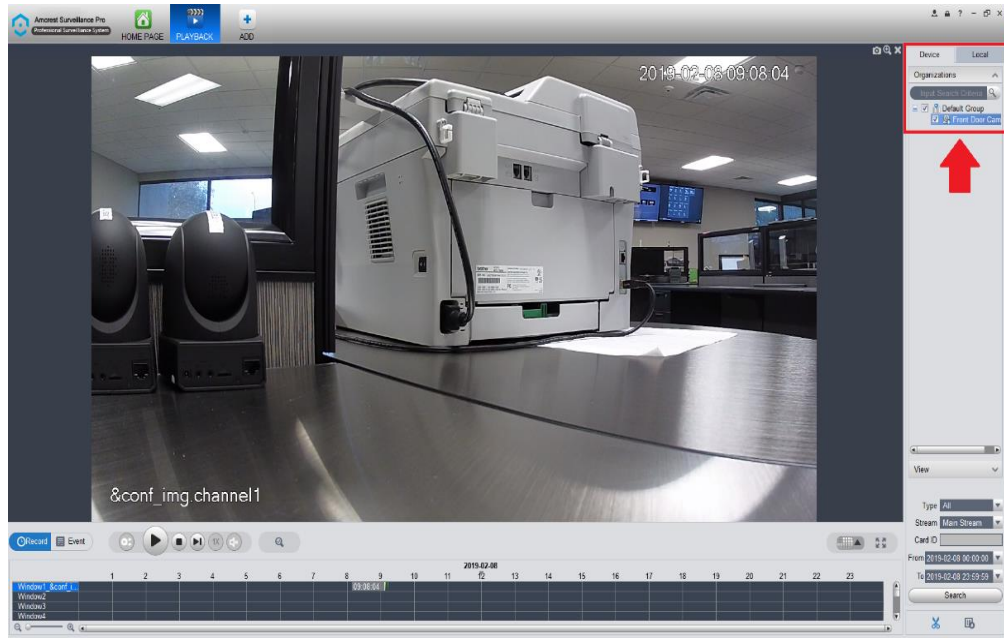 Amcrest Surveillance Pro
Professional Surveillance System
HOME PAGE
PLAYBACK
ADD
2019-02-08 09:08:04
&conf_img.channel1
Device Local
Organizations
Input Search Criteria
Default Group
Front Door Cam
View
Type All
Stream Main Stream
Card ID
From 2019-02-08 00:00:00
To 2019-02-08 23:59:59
Search
Record Event
1X
2019-02-08
1 2 3 4 5 6 7 8 9 10 11 12 13 14 15 16 17 18 19 20 21 22 23
Window1_&conf_i...
09:08:04
Window2
Window3
Window4